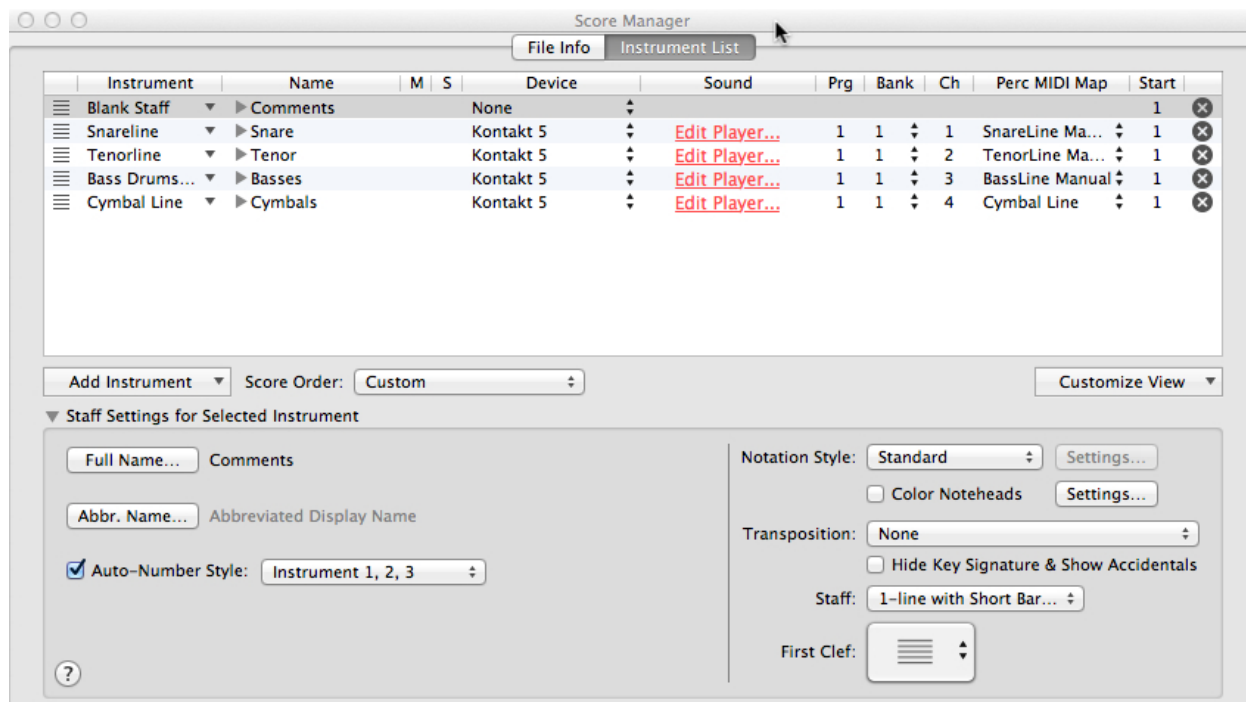 Score Manager
File Info Instrument List
Instrument Name M S Device Sound Prg Bank Ch Perc MIDI Map Start
Blank Staff Comments None 1
Snareline Snare Kontakt 5 Edit Player... 1 1 1 SnareLine Ma... 1
Tenorline Tenor Kontakt 5 Edit Player... 1 1 2 TenorLine Ma... 1
Bass Drums... Basses Kontakt 5 Edit Player... 1 1 3 BassLine Manual 1
Cymbal Line Cymbals Kontakt 5 Edit Player... 1 1 4 Cymbal Line 1
Add Instrument Score Order: Custom Customize View
Staff Settings for Selected Instrument
Full Name... Comments Notation Style: Standard Settings...
Color Noteheads Settings...
Abbr. Name... Abbreviated Display Name
Transposition: None
Hide Key Signature & Show Accidentals
Auto-Number Style: Instrument 1, 2, 3
Staff: 1-line with Short Bar...
First Clef:
?